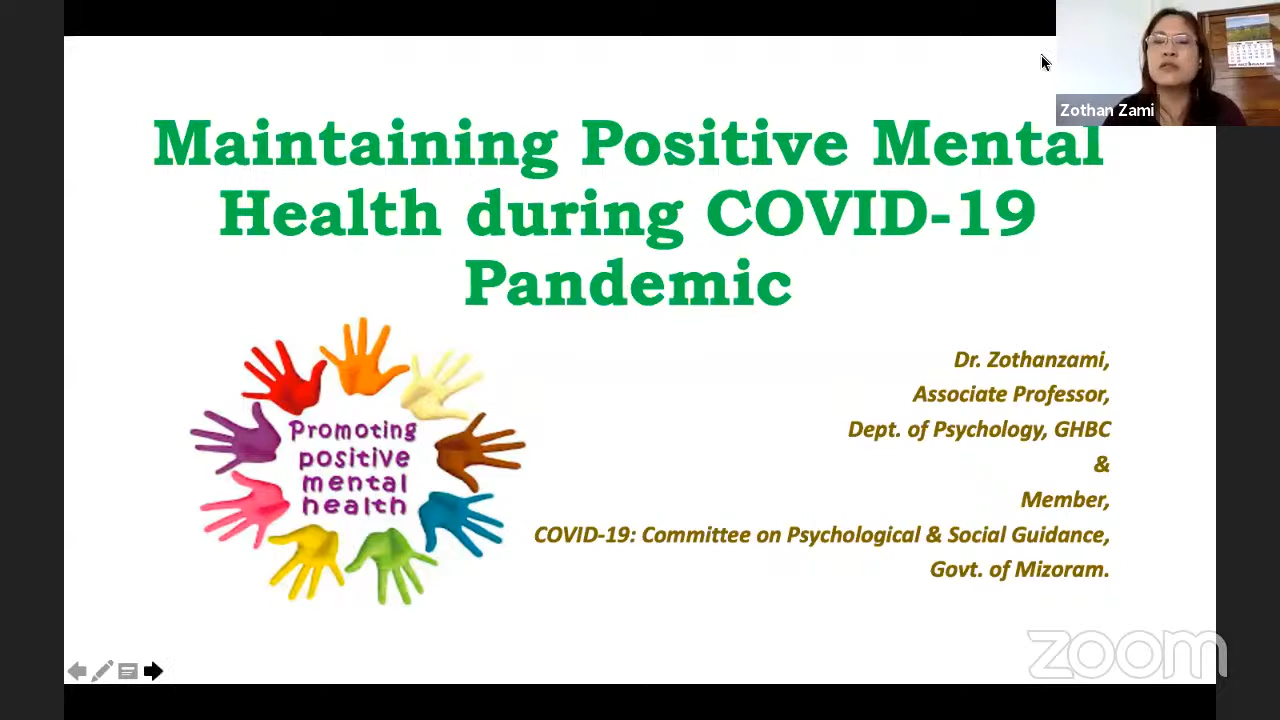 Zothan Zami
Maintaining Positive Mental
Health during COVID-19
Pandemic
Promoting
positive
mental
health
Dr. Zothanzami,
Associate Professor,
Dept. of Psychology, GHBC
&
Member,
COVID-19: Committee on Psychological & Social Guidance,
Govt. of Mizoram.
zoom